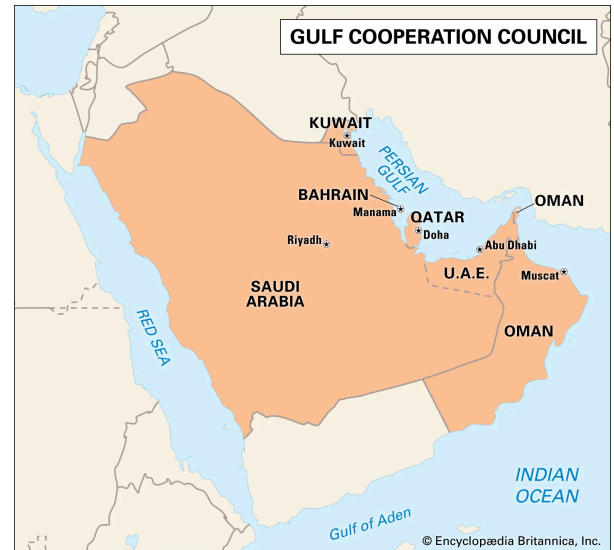 GULF COOPERATION COUNCIL
KUWAIT
Kuwait
PERSIAN
GULF
BAHRAIN
Manama
QATAR
Doha
OMAN
Riyadh
Abu Dhabi
U.A.E.
Muscat
SAUDI
ARABIA
OMAN
RED SEA
INDIAN
OCEAN
Gulf of Aden
© Encyclopædia Britannica, Inc.